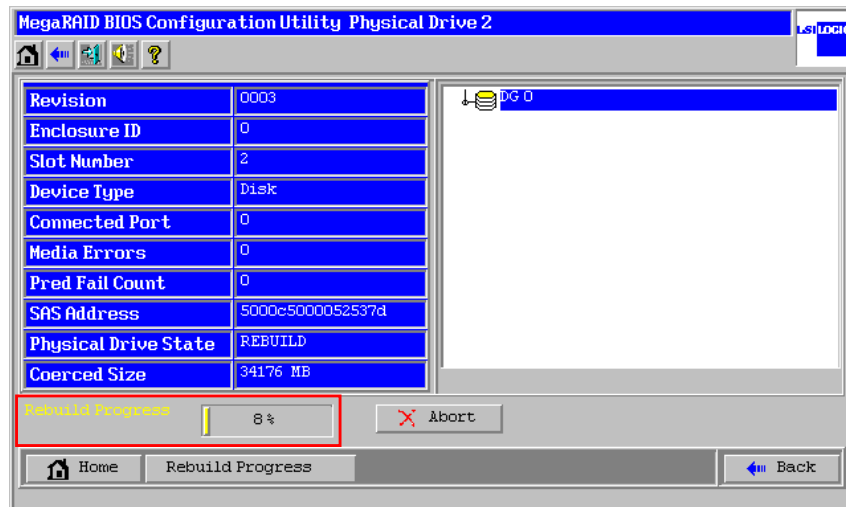 MegaRAID BIOS Configuration Utility Physical Drive 2
LSI LOGIC
Revision 0003
Enclosure ID 0
Slot Number 2
Device Type Disk
Connected Port 0
Media Errors 0
Pred Fail Count 0
SAS Address 5000c5000052537d
Physical Drive State REBUILD
Coerced Size 34176 MB
DG 0
Rebuild Progress 8%
Abort
Home Rebuild Progress Back